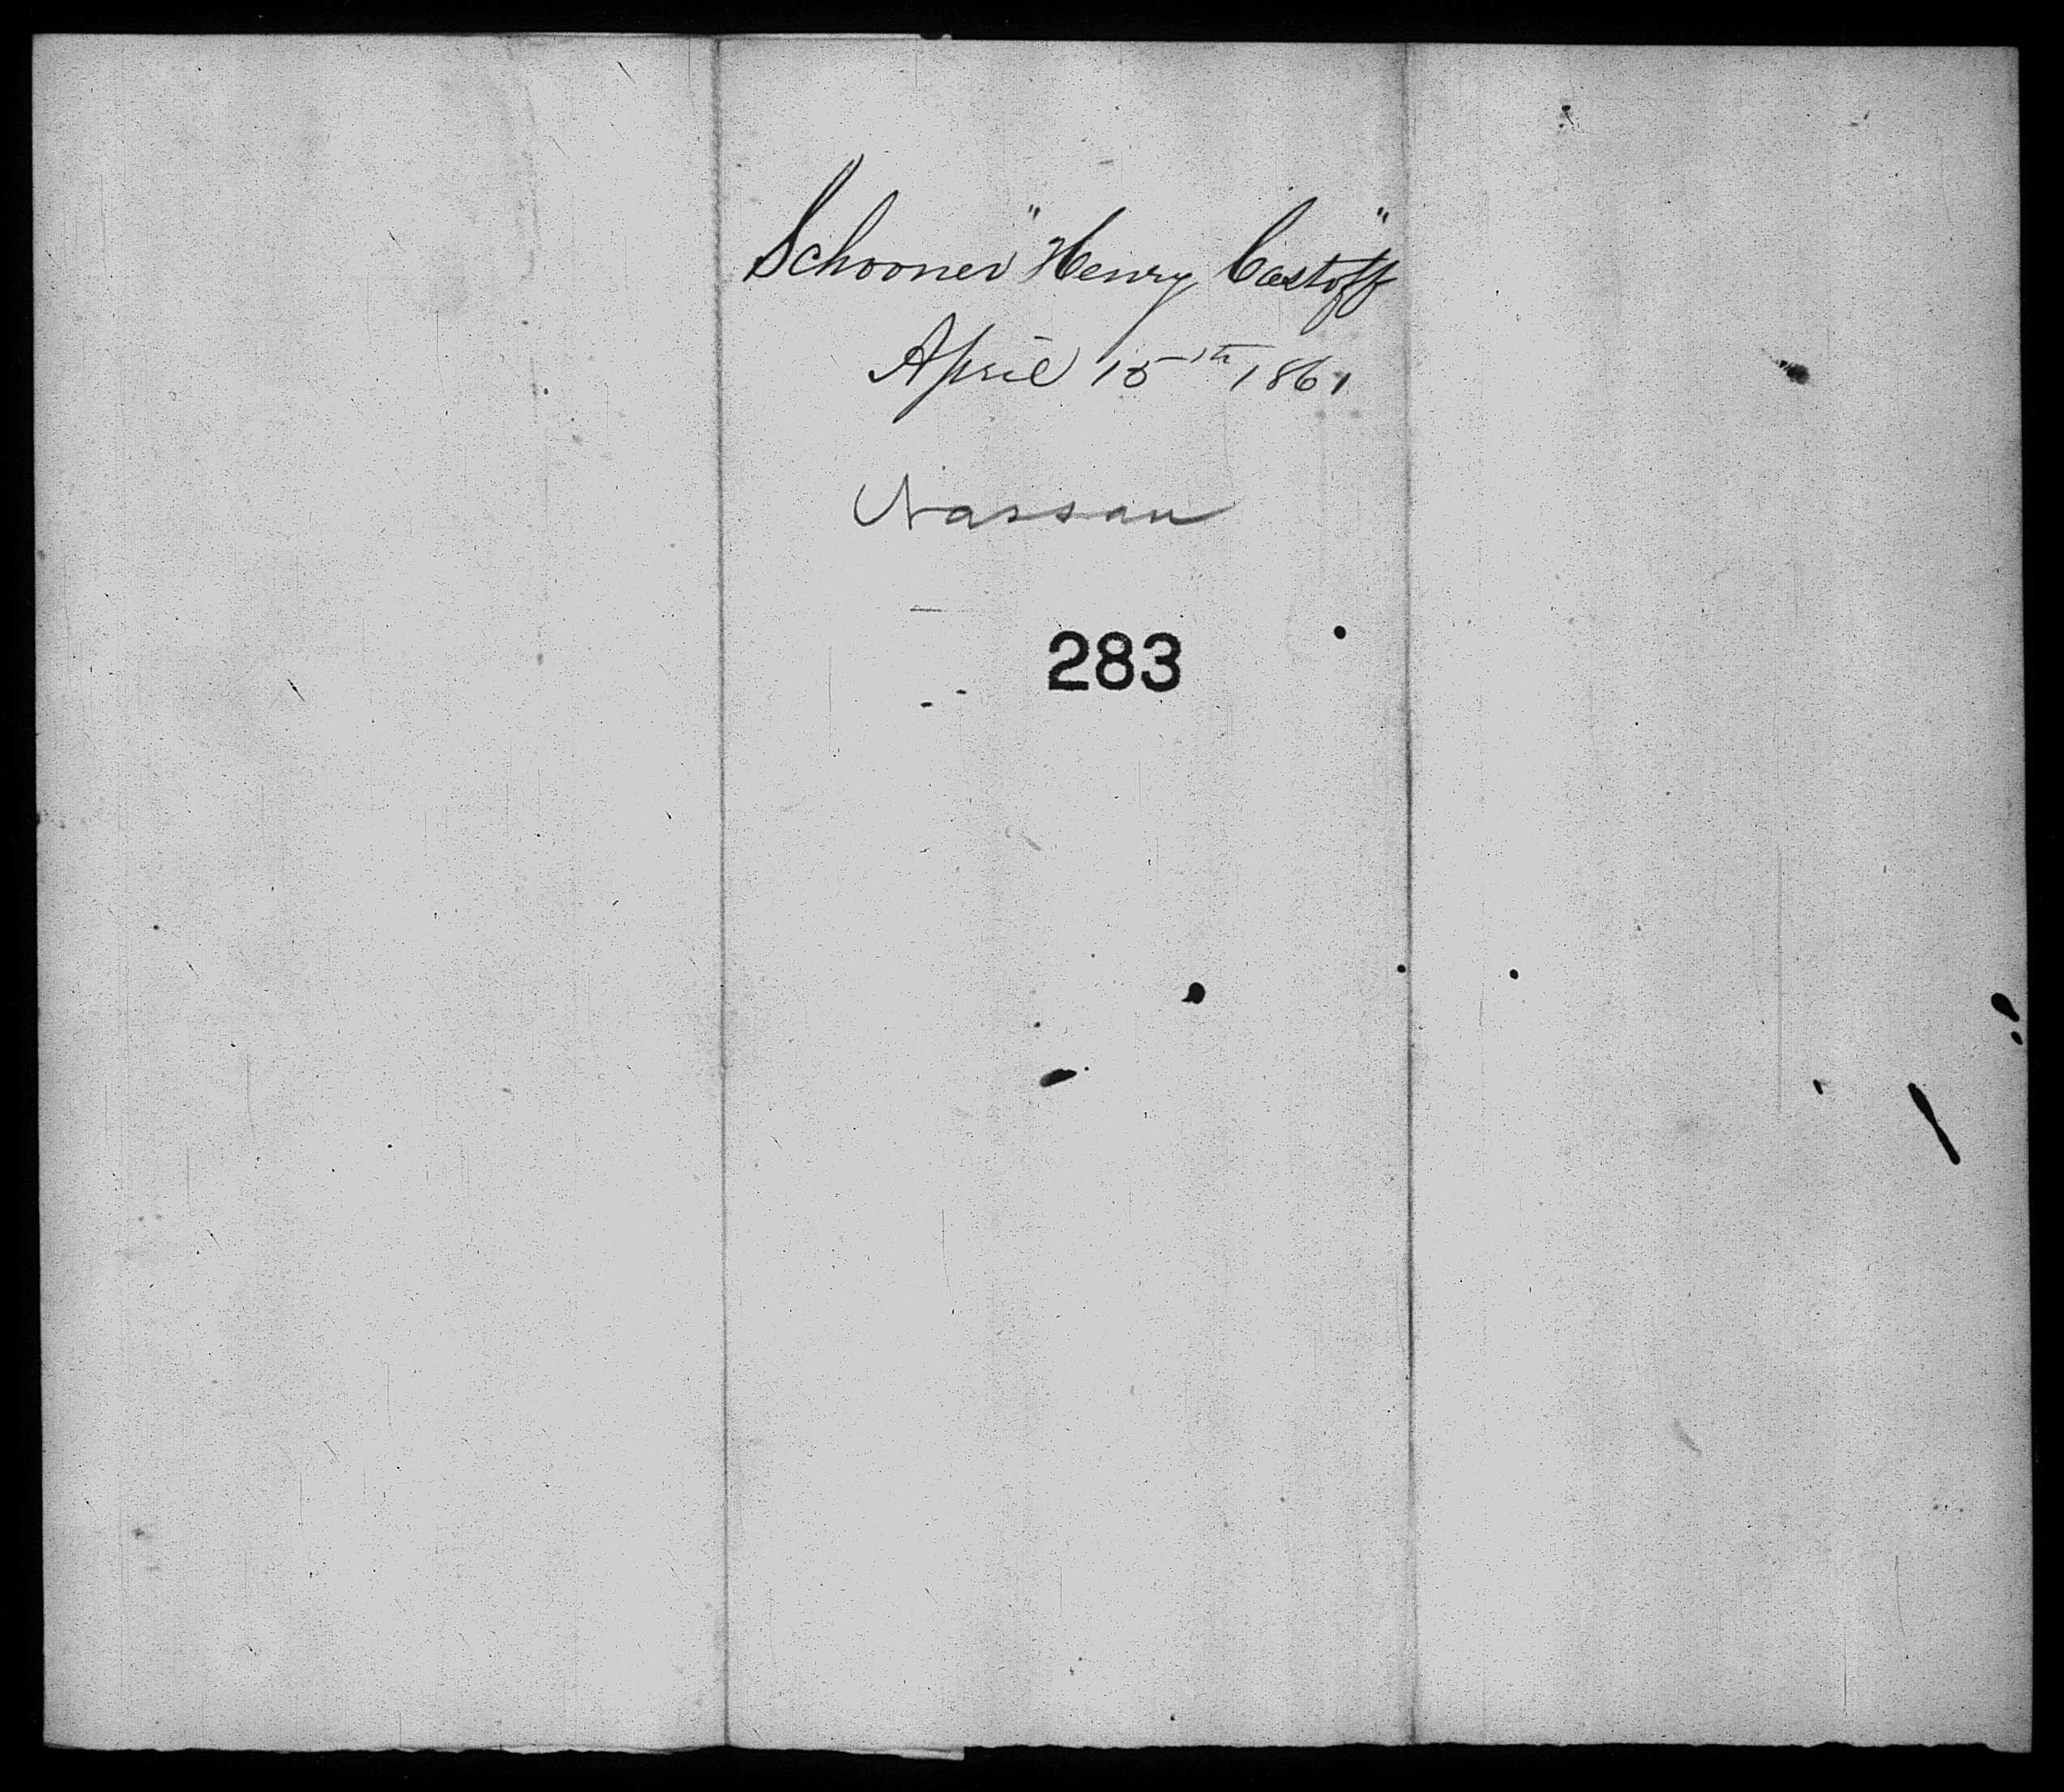 Schooner "Henry Castoff"
April 15th 1861
Nassau
283